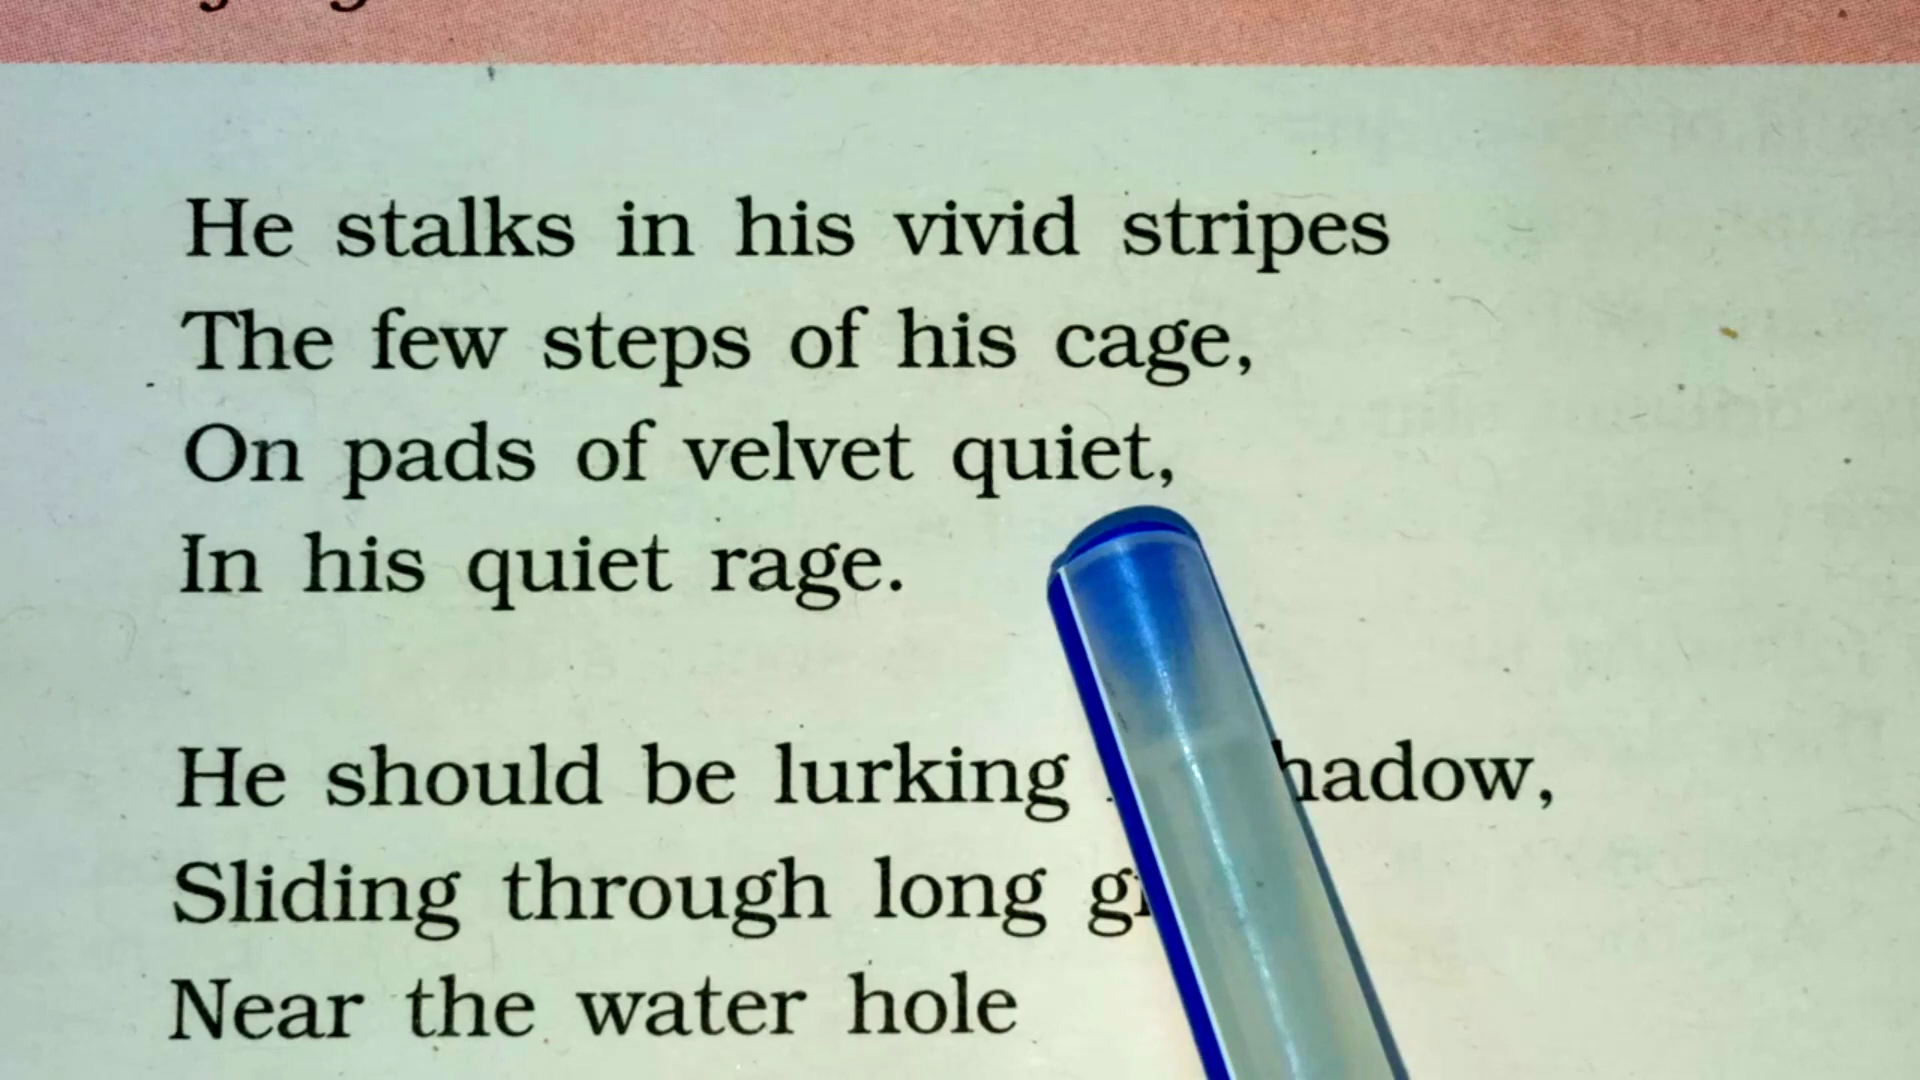 He stalks in his vivid stripes
The few steps of his cage,
On pads of velvet quiet,
In his quiet rage.
He should be lurking
Sliding through long
Near the water hole